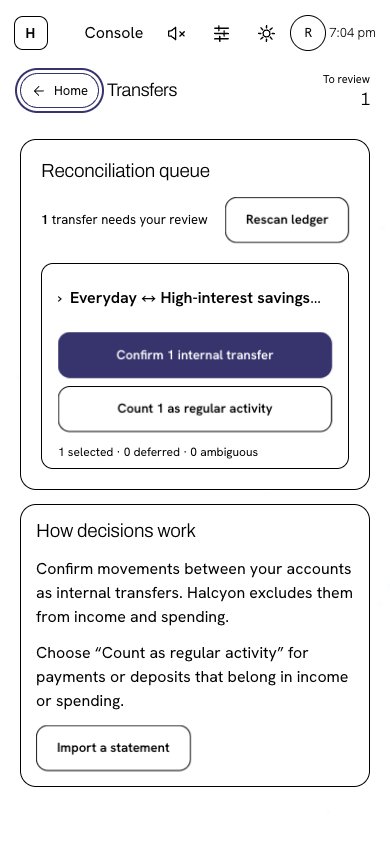 H Console R 7:04 pm
← Home Transfers To review
1
Reconciliation queue
1 transfer needs your review Rescan ledger
› Everyday ↔ High-interest savings...
Confirm 1 internal transfer
Count 1 as regular activity
1 selected · 0 deferred · 0 ambiguous
How decisions work
Confirm movements between your accounts
as internal transfers. Halcyon excludes them
from income and spending.
Choose “Count as regular activity” for
payments or deposits that belong in income
or spending.
Import a statement